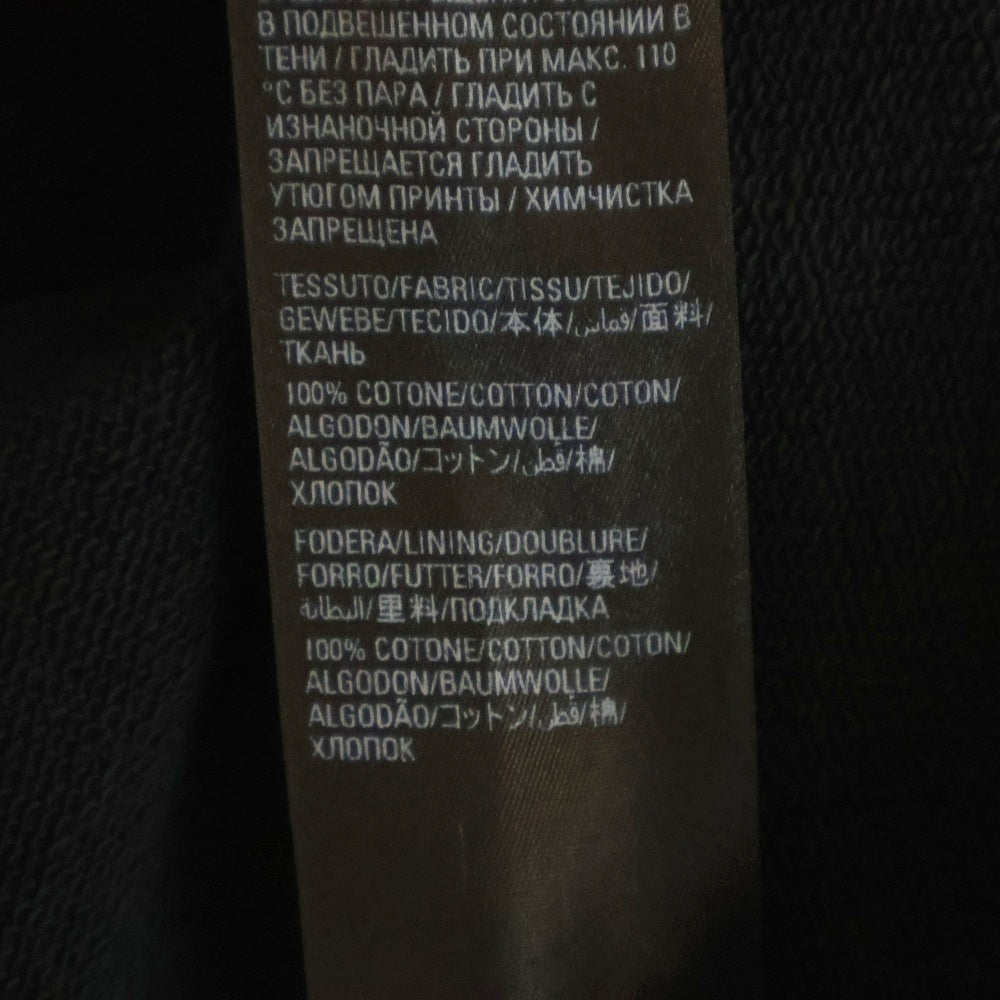 В ПОДВЕШЕННОМ СОСТОЯНИИ В
ТЕНИ / ГЛАДИТЬ ПРИ МАКС. 110
°C БЕЗ ПАРА / ГЛАДИТЬ С
ИЗНАНОЧНОЙ СТОРОНЫ /
ЗАПРЕЩАЕТСЯ ГЛАДИТЬ
УТЮГОМ ПРИНТЫ / ХИМЧИСТКА
ЗАПРЕЩЕНА
TESSUTO/FABRIC/TISSU/TEJIDO/
GEWEBE/TECIDO/本体/قماس/面料/
ТКАНЬ
100% COTONE/COTTON/COTON/
ALGODON/BAUMWOLLE/
ALGODÃO/コットン/قطن/棉/
ХЛОПОК
FODERA/LINING/DOUBLURE/
FORRO/FUTTER/FORRO/裏地/
البطانة/里料/ПОДКЛАДКА
100% COTONE/COTTON/COTON/
ALGODON/BAUMWOLLE/
ALGODÃO/コットン/قطن/棉/
ХЛОПОК